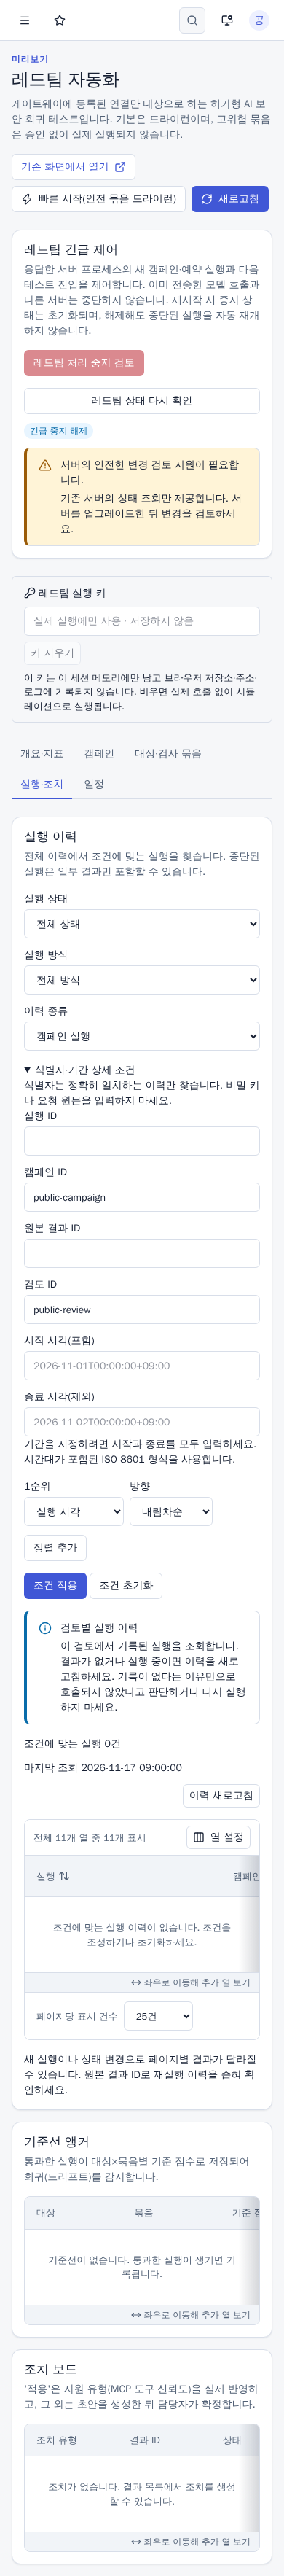 공
미리보기
레드팀 자동화
게이트웨이에 등록된 연결만 대상으로 하는 허가형 AI 보
안 회귀 테스트입니다. 기본은 드라이런이며, 고위험 묶음
은 승인 없이 실제 실행되지 않습니다.
기존 화면에서 열기
빠른 시작(안전 묶음 드라이런)
새로고침
레드팀 긴급 제어
응답한 서버 프로세스의 새 캠페인·예약 실행과 다음
테스트 진입을 제어합니다. 이미 전송한 모델 호출과
다른 서버는 중단하지 않습니다. 재시작 시 중지 상
태는 초기화되며, 해제해도 중단된 실행을 자동 재개
하지 않습니다.
레드팀 처리 중지 검토
레드팀 상태 다시 확인
긴급 중지 해제
서버의 안전한 변경 검토 지원이 필요합
니다.
기존 서버의 상태 조회만 제공합니다. 서
버를 업그레이드한 뒤 변경을 검토하세
요.
레드팀 실행 키
실제 실행에만 사용 · 저장하지 않음
키 지우기
이 키는 이 세션 메모리에만 남고 브라우저 저장소·주소·
로그에 기록되지 않습니다. 비우면 실제 호출 없이 시뮬
레이션으로 실행됩니다.
개요·지표
캠페인
대상·검사 묶음
실행·조치
일정
실행 이력
전체 이력에서 조건에 맞는 실행을 찾습니다. 중단된
실행은 일부 결과만 포함할 수 있습니다.
실행 상태
전체 상태
실행 방식
전체 방식
이력 종류
캠페인 실행
▼ 식별자·기간 상세 조건
식별자는 정확히 일치하는 이력만 찾습니다. 비밀 키
나 요청 원문을 입력하지 마세요.
실행 ID
캠페인 ID
public-campaign
원본 결과 ID
검토 ID
public-review
시작 시각(포함)
2026-11-01T00:00:00+09:00
종료 시각(제외)
2026-11-02T00:00:00+09:00
기간을 지정하려면 시작과 종료를 모두 입력하세요.
시간대가 포함된 ISO 8601 형식을 사용합니다.
1순위
방향
실행 시각
내림차순
정렬 추가
조건 적용
조건 초기화
검토별 실행 이력
이 검토에서 기록된 실행을 조회합니다.
결과가 없거나 실행 중이면 이력을 새로
고침하세요. 기록이 없다는 이유만으로
호출되지 않았다고 판단하거나 다시 실행
하지 마세요.
조건에 맞는 실행 0건
마지막 조회 2026-11-17 09:00:00
이력 새로고침
전체 11개 열 중 11개 표시
열 설정
실행
캠페인
조건에 맞는 실행 이력이 없습니다. 조건을
조정하거나 초기화하세요.
좌우로 이동해 추가 열 보기
페이지당 표시 건수
25건
새 실행이나 상태 변경으로 페이지별 결과가 달라질
수 있습니다. 원본 결과 ID로 재실행 이력을 좁혀 확
인하세요.
기준선 앵커
통과한 실행이 대상×묶음별 기준 점수로 저장되어
회귀(드리프트)를 감지합니다.
대상
묶음
기준 점
기준선이 없습니다. 통과한 실행이 생기면 기
록됩니다.
좌우로 이동해 추가 열 보기
조치 보드
'적용'은 지원 유형(MCP 도구 신뢰도)을 실제 반영하
고, 그 외는 초안을 생성한 뒤 담당자가 확정합니다.
조치 유형
결과 ID
상태
조치가 없습니다. 결과 목록에서 조치를 생성
할 수 있습니다.
좌우로 이동해 추가 열 보기